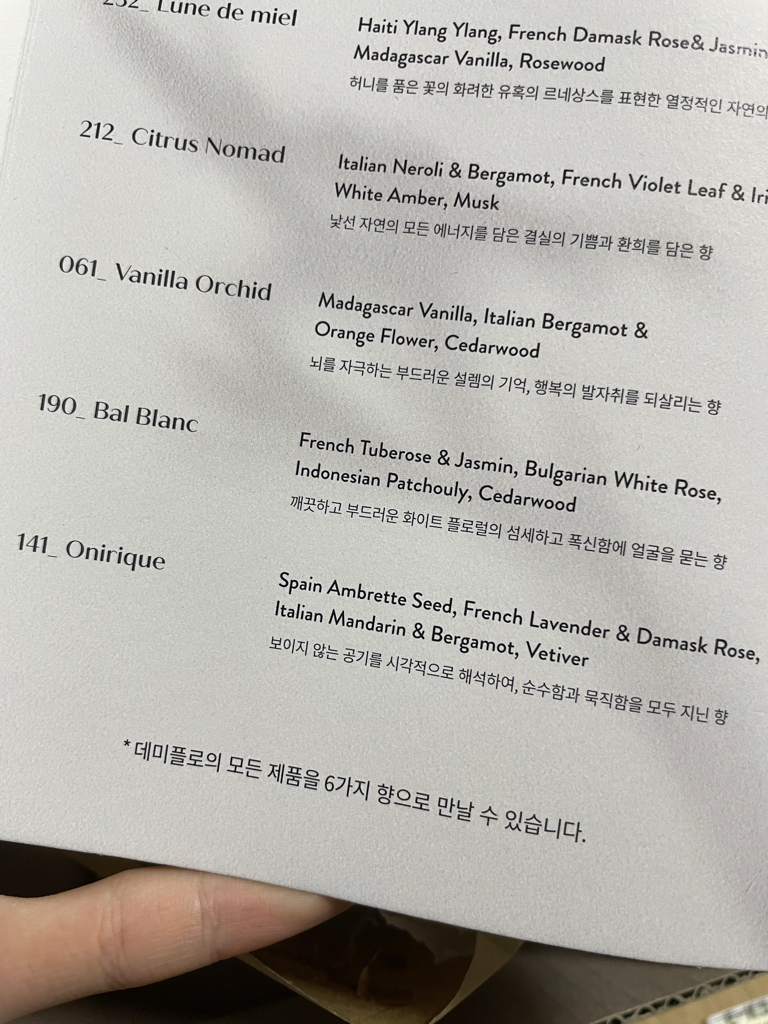 Lune de miel
Haiti Ylang Ylang, French Damask Rose& Jasmin
Madagascar Vanilla, Rosewood
허니를 품은 꽃의 화려한 유혹의 르네상스를 표현한 열정적인 자연의
212_ Citrus Nomad
Italian Neroli & Bergamot, French Violet Leaf & Iri
White Amber, Musk
낯선 자연의 모든 에너지를 담은 결실의 기쁨과 환희를 담은 향
061_ Vanilla Orchid
Madagascar Vanilla, Italian Bergamot &
Orange Flower, Cedarwood
뇌를 자극하는 부드러운 설렘의 기억, 행복의 발자취를 되살리는 향
190_ Bal Blanc
French Tuberose & Jasmin, Bulgarian White Rose,
Indonesian Patchouly, Cedarwood
깨끗하고 부드러운 화이트 플로럴의 섬세하고 폭신함에 얼굴을 묻는 향
141_ Onirique
Spain Ambrette Seed, French Lavender & Damask Rose,
Italian Mandarin & Bergamot, Vetiver
보이지 않는 공기를 시각적으로 해석하여, 순수함과 묵직함을 모두 지닌 향
* 데미플로의 모든 제품을 6가지 향으로 만날 수 있습니다.